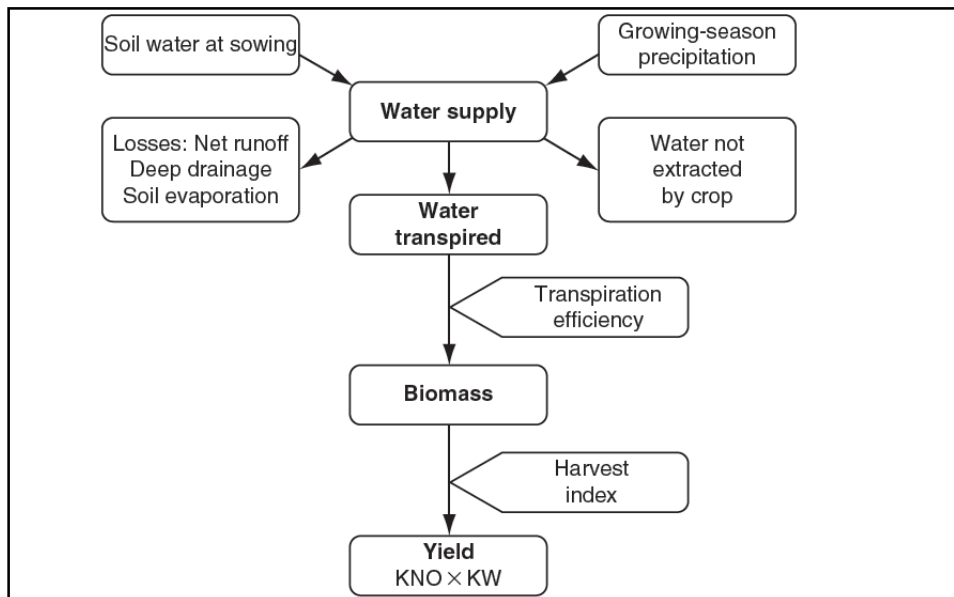 Soil water at sowing
Growing-season
precipitation
Water supply
Losses: Net runoff
Deep drainage
Soil evaporation
Water not
extracted
by crop
Water
transpired
Transpiration
efficiency
Biomass
Harvest
index
Yield
KNO × KW